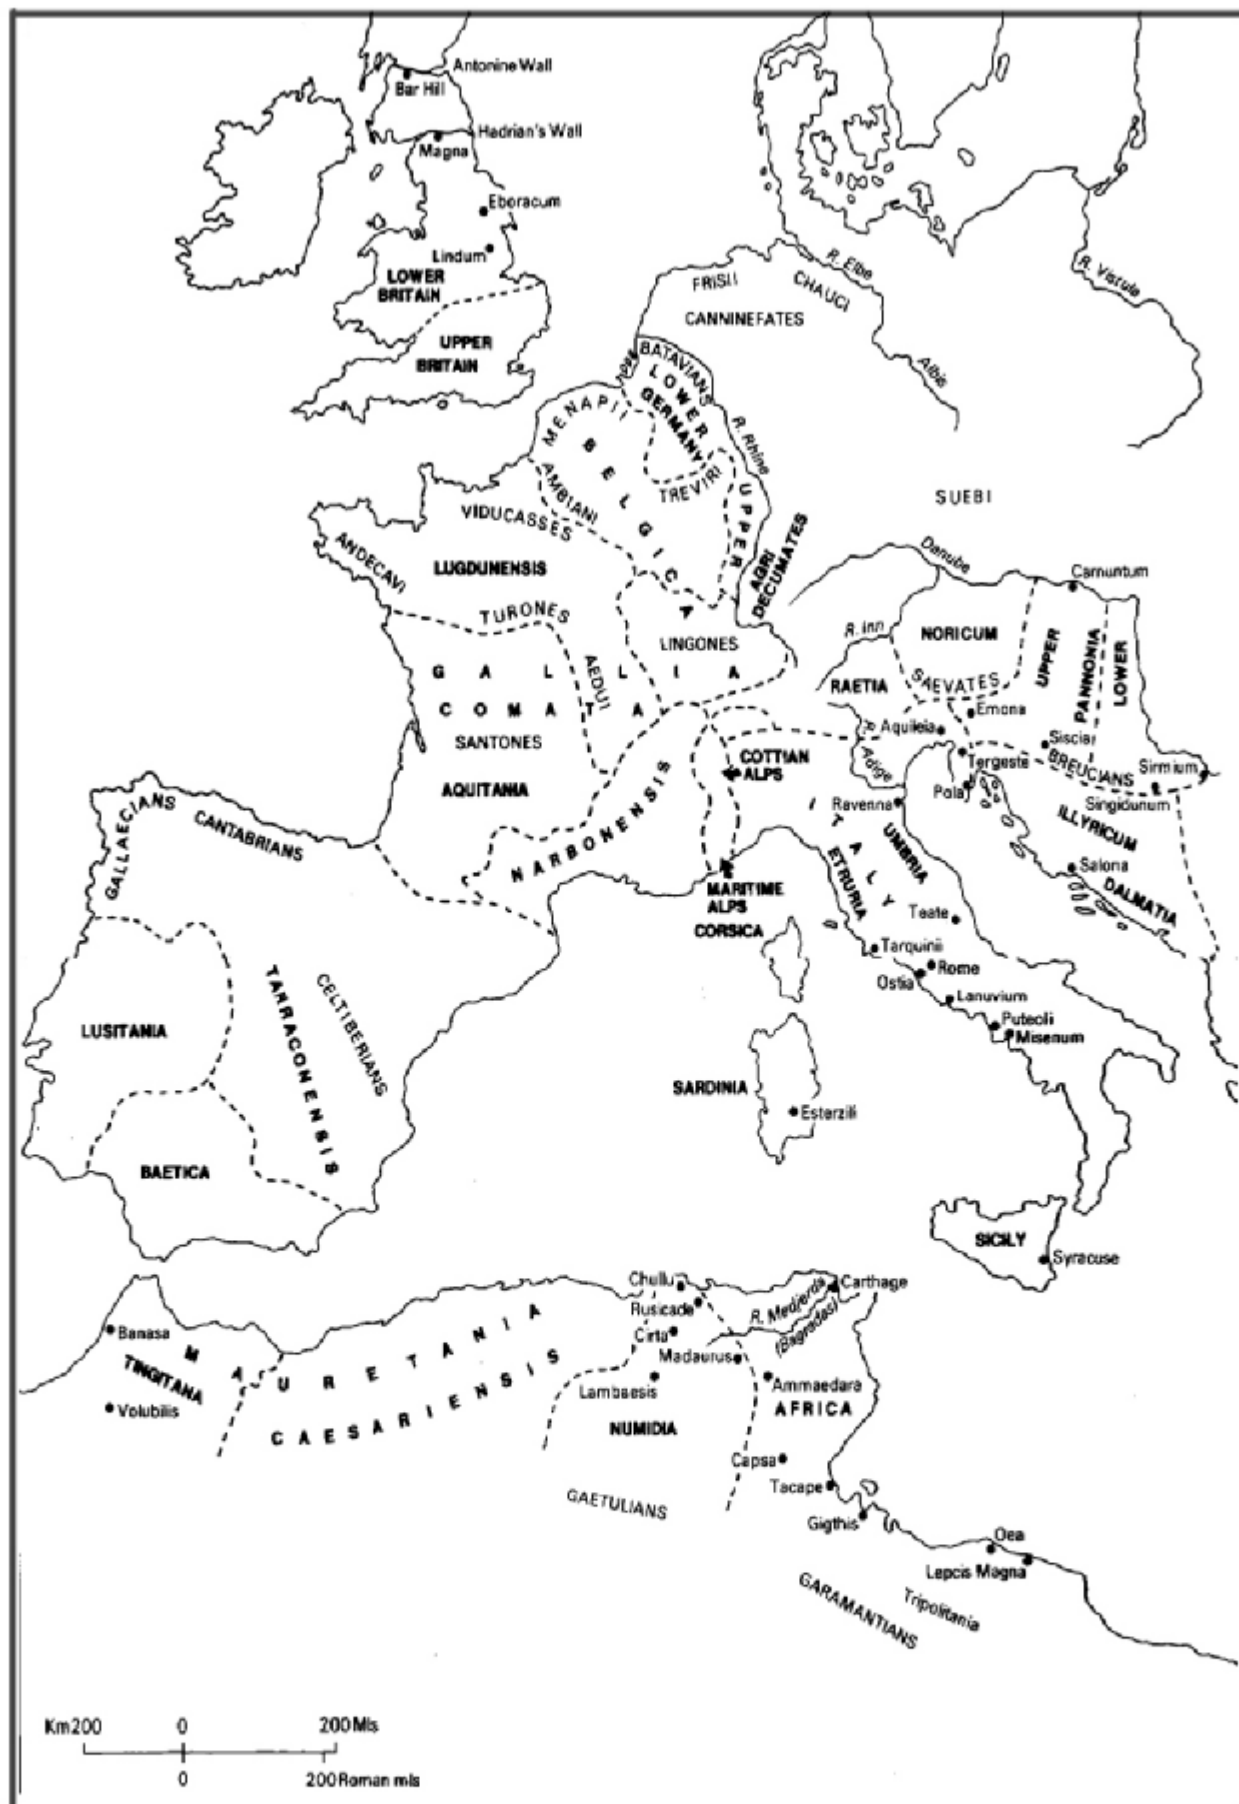 Antonine Wall
Bar Hill
Hadrian's Wall
Magna
Eboracum
Lindum
LOWER
BRITAIN
UPPER
BRITAIN
R. Elbe
R. Vistula
FRISII
CHAUCI
CANNINEFATES
Albis
BATAVIANS
LOWER
GERMANY
R. Rhine
MENAPII
BELGICA
TREVIRI
UPPER
AMBIANI
SUEBI
VIDUCASSES
AGRI
DECUMATES
ANDECAVI
LUGDUNENSIS
Danube
Carnuntum
TURONES
LINGONES
R. Inn
NORICUM
UPPER
PANNONIA
LOWER
GALLIA
AEDUI
RAETIA
SAEVATES
COMATA
Emona
SANTONES
R. Adige
Aquileia
Siscia
COTTIAN
ALPS
Tergeste
BREUCIANS
Sirmium
AQUITANIA
Pola
Singidunum
Ravenna
NARBONENSIS
ITALY
ILLYRICUM
GALLAECIANS
CANTABRIANS
UMBRIA
ETRURIA
Salona
MARITIME
ALPS
DALMATIA
CORSICA
Teate
Tarquinii
Rome
Ostia
Lanuvium
TARRACONENSIS
CELTIBERIANS
LUSITANIA
Puteoli
Misenum
SARDINIA
Esterzili
BAETICA
SICILY
Syracuse
Chullu
R. Medjerda
(Bagradas)
Carthage
Rusicade
Banasa
Cirta
MAURETANIA
Madaurus
TINGITANA
CAESARIENSIS
Lambaesis
Ammaedara
Volubilis
AFRICA
NUMIDIA
Capsa
GAETULIANS
Tacape
Gigthis
Oea
Lepcis Magna
GARAMANTIANS
Tripolitania
Km200 0 200 Mls
0 200 Roman mls